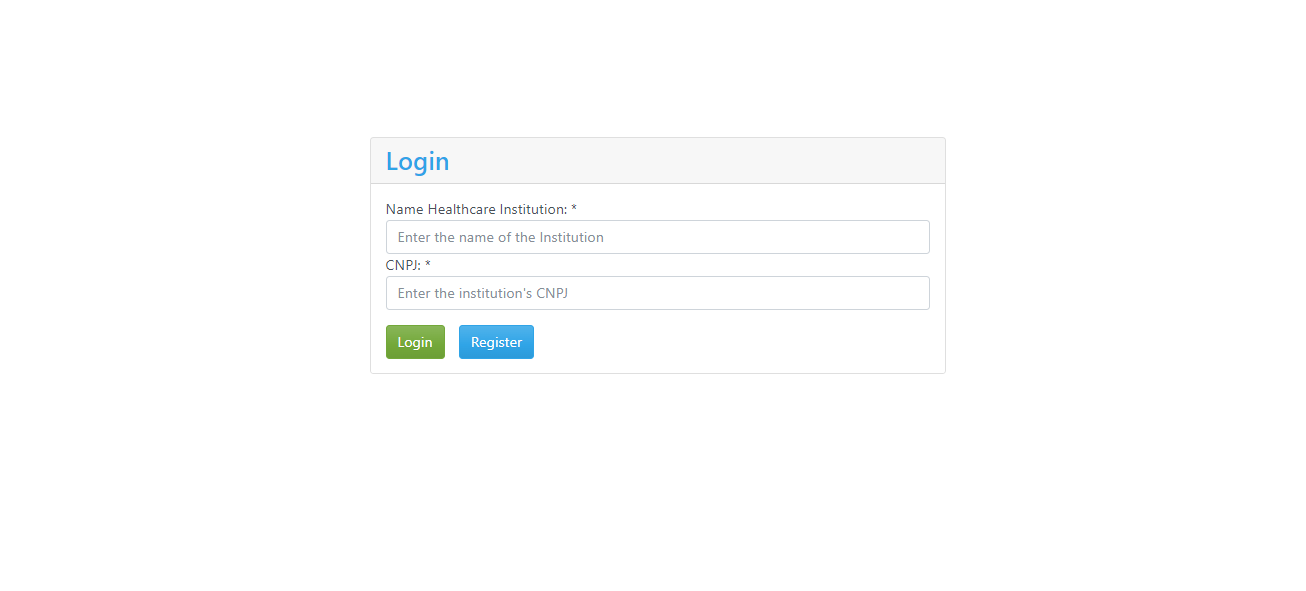 Login
Name Healthcare Institution: *
Enter the name of the Institution
CNPJ: *
Enter the institution's CNPJ
Login Register